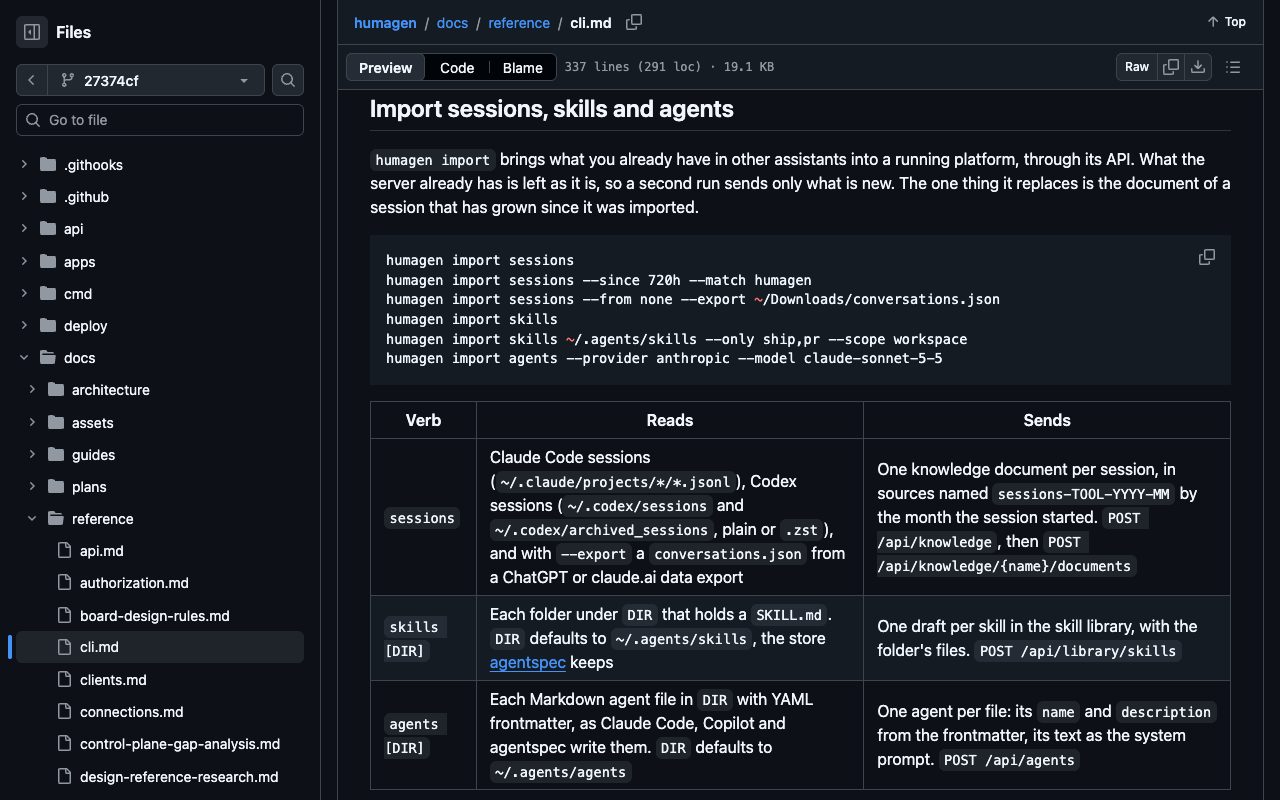 Files
27374cf
Go to file
.githooks
.github
api
apps
cmd
deploy
docs
architecture
assets
guides
plans
reference
api.md
authorization.md
board-design-rules.md
cli.md
clients.md
connections.md
control-plane-gap-analysis.md
design-reference-research.md
humagen / docs / reference / cli.md
Top
Preview Code Blame 337 lines (291 loc) · 19.1 KB
Raw
Import sessions, skills and agents
humagen import brings what you already have in other assistants into a running platform, through its API. What the
server already has is left as it is, so a second run sends only what is new. The one thing it replaces is the document of a
session that has grown since it was imported.
humagen import sessions
humagen import sessions --since 720h --match humagen
humagen import sessions --from none --export ~/Downloads/conversations.json
humagen import skills
humagen import skills ~/.agents/skills --only ship,pr --scope workspace
humagen import agents --provider anthropic --model claude-sonnet-5-5
Verb Reads Sends
sessions
Claude Code sessions
(~/.claude/projects/*/*.jsonl), Codex
sessions (~/.codex/sessions and
~/.codex/archived_sessions, plain or .zst),
and with --export a conversations.json from
a ChatGPT or claude.ai data export
One knowledge document per session, in
sources named sessions-TOOL-YYYY-MM by
the month the session started. POST
/api/knowledge, then POST
/api/knowledge/{name}/documents
skills
[DIR]
Each folder under DIR that holds a SKILL.md.
DIR defaults to ~/.agents/skills, the store
agentspec keeps
One draft per skill in the skill library, with the
folder's files. POST /api/library/skills
agents
[DIR]
Each Markdown agent file in DIR with YAML
frontmatter, as Claude Code, Copilot and
agentspec write them. DIR defaults to
~/.agents/agents
One agent per file: its name and description
from the frontmatter, its text as the system
prompt. POST /api/agents